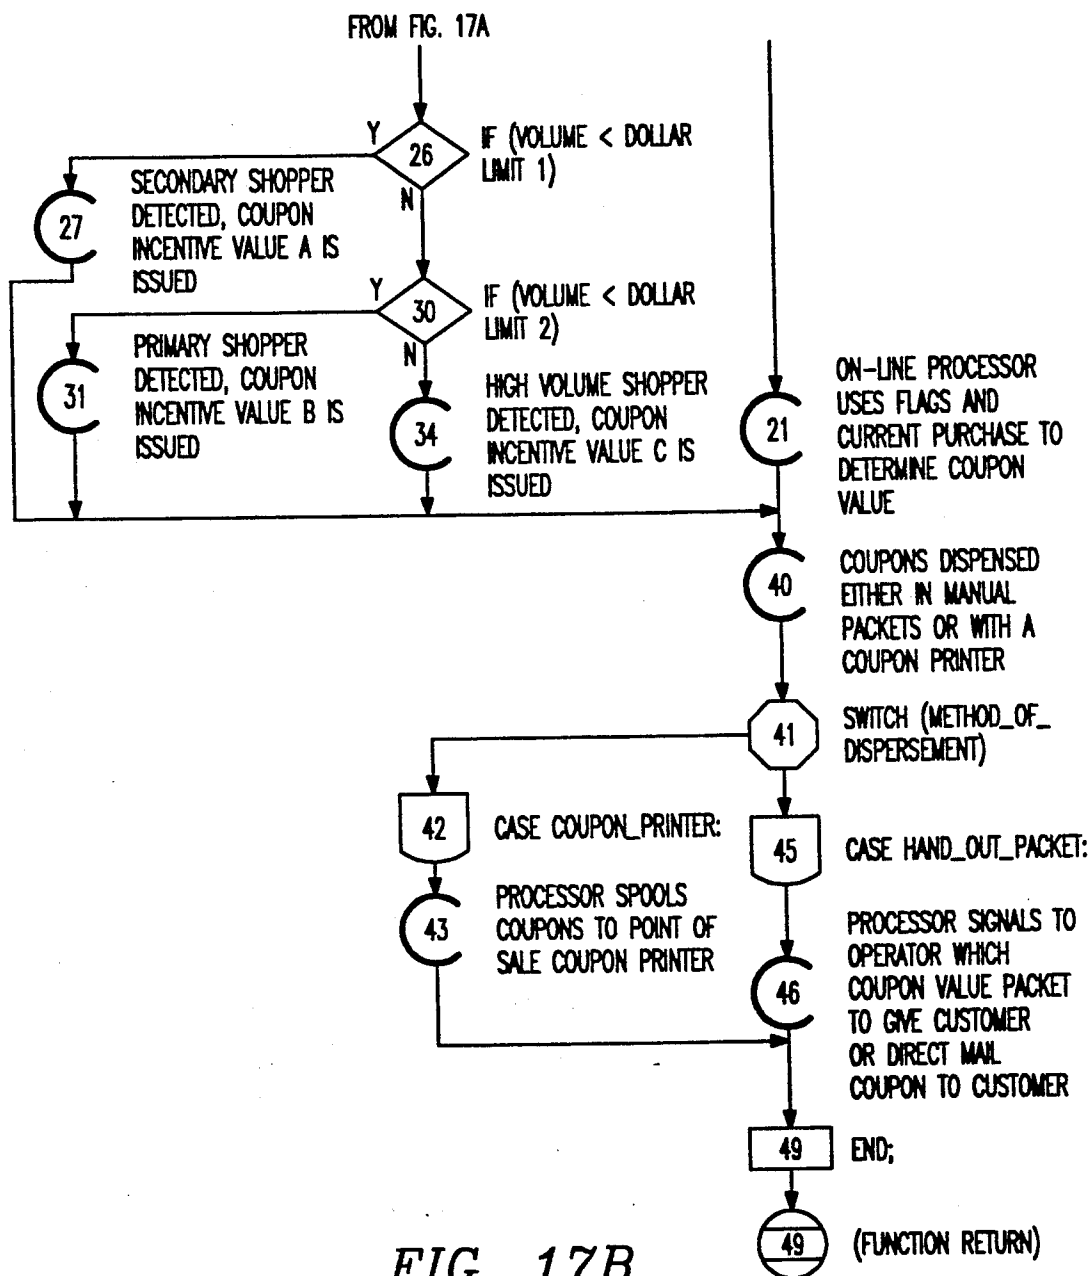 FROM FIG. 17A
Y
26
IF (VOLUME < DOLLAR
LIMIT 1)
N
27
SECONDARY SHOPPER
DETECTED, COUPON
INCENTIVE VALUE A IS
ISSUED
Y
30
IF (VOLUME < DOLLAR
LIMIT 2)
N
31
PRIMARY SHOPPER
DETECTED, COUPON
INCENTIVE VALUE B IS
ISSUED
34
HIGH VOLUME SHOPPER
DETECTED, COUPON
INCENTIVE VALUE C IS
ISSUED
21
ON-LINE PROCESSOR
USES FLAGS AND
CURRENT PURCHASE TO
DETERMINE COUPON
VALUE
40
COUPONS DISPENSED
EITHER IN MANUAL
PACKETS OR WITH A
COUPON PRINTER
41
SWITCH (METHOD_OF_
DISPERSEMENT)
42
CASE COUPON_PRINTER:
45
CASE HAND_OUT_PACKET:
43
PROCESSOR SPOOLS
COUPONS TO POINT OF
SALE COUPON PRINTER
46
PROCESSOR SIGNALS TO
OPERATOR WHICH
COUPON VALUE PACKET
TO GIVE CUSTOMER
OR DIRECT MAIL
COUPON TO CUSTOMER
49
END;
49
(FUNCTION RETURN)
FIG. 17B